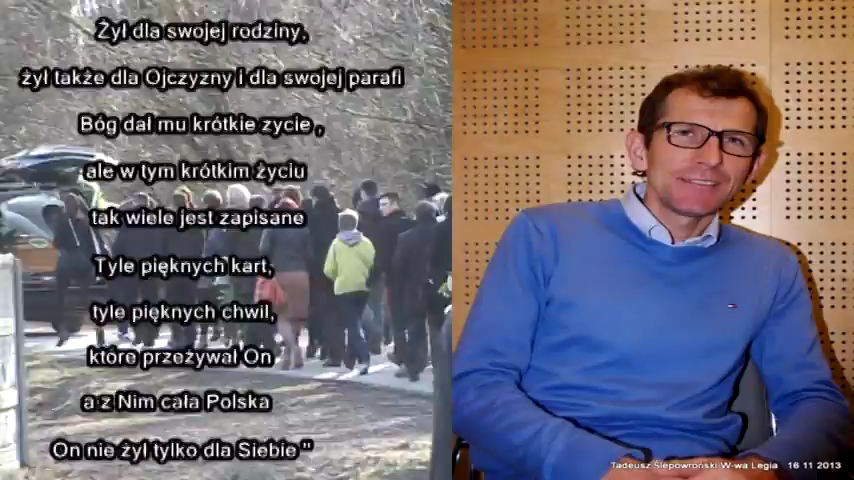 Żył dla swojej rodziny,
żył także dla Ojczyzny i dla swojej parafi
Bóg dał mu krótkie zycie ,
ale w tym krótkim życiu
tak wiele jest zapisane
Tyle pięknych kart,
tyle pięknych chwil,
które przeżywał On
a z Nim cała Polska
On nie żył tylko dla Siebie "
Tadeusz Ślepowroński W-wa Legia 16 11 2013